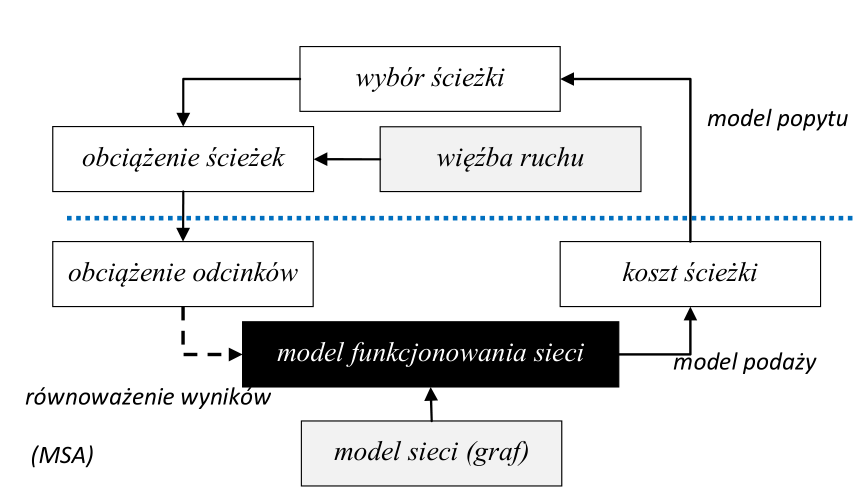 wybór ścieżki
model popytu
obciążenie ścieżek
więźba ruchu
obciążenie odcinków
koszt ścieżki
model funkcjonowania sieci
model podaży
równoważenie wyników
(MSA)
model sieci (graf)